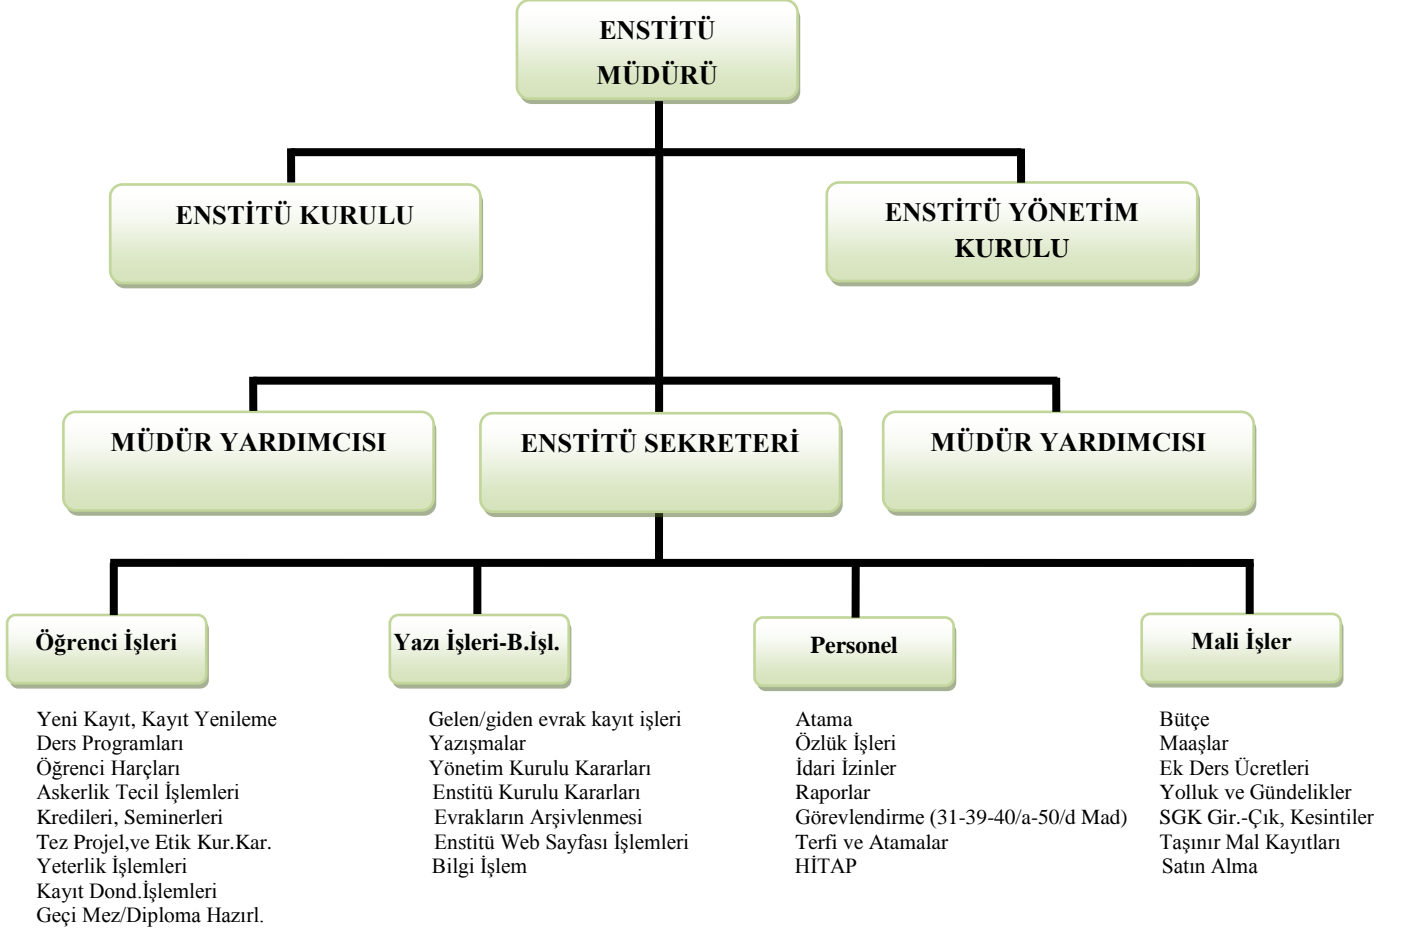 ENSTİTÜ
MÜDÜRÜ
ENSTİTÜ KURULU
ENSTİTÜ YÖNETİM
KURULU
MÜDÜR YARDIMCISI
ENSTİTÜ SEKRETERİ
MÜDÜR YARDIMCISI
Öğrenci İşleri
Yeni Kayıt, Kayıt Yenileme
Ders Programları
Öğrenci Harçları
Askerlik Tecil İşlemleri
Kredileri, Seminerleri
Tez Projel,ve Etik Kur.Kar.
Yeterlik İşlemleri
Kayıt Dond.İşlemleri
Geçi Mez/Diploma Hazırl.
Yazı İşleri-B.İşl.
Gelen/giden evrak kayıt işleri
Yazışmalar
Yönetim Kurulu Kararları
Enstitü Kurulu Kararları
Evrakların Arşivlenmesi
Enstitü Web Sayfası İşlemleri
Bilgi İşlem
Personel
Atama
Özlük İşleri
İdari İzinler
Raporlar
Görevlendirme (31-39-40/a-50/d Mad)
Terfi ve Atamalar
HİTAP
Mali İşler
Bütçe
Maaşlar
Ek Ders Ücretleri
Yolluk ve Gündelikler
SGK Gir.-Çık, Kesintiler
Taşınır Mal Kayıtları
Satın Alma